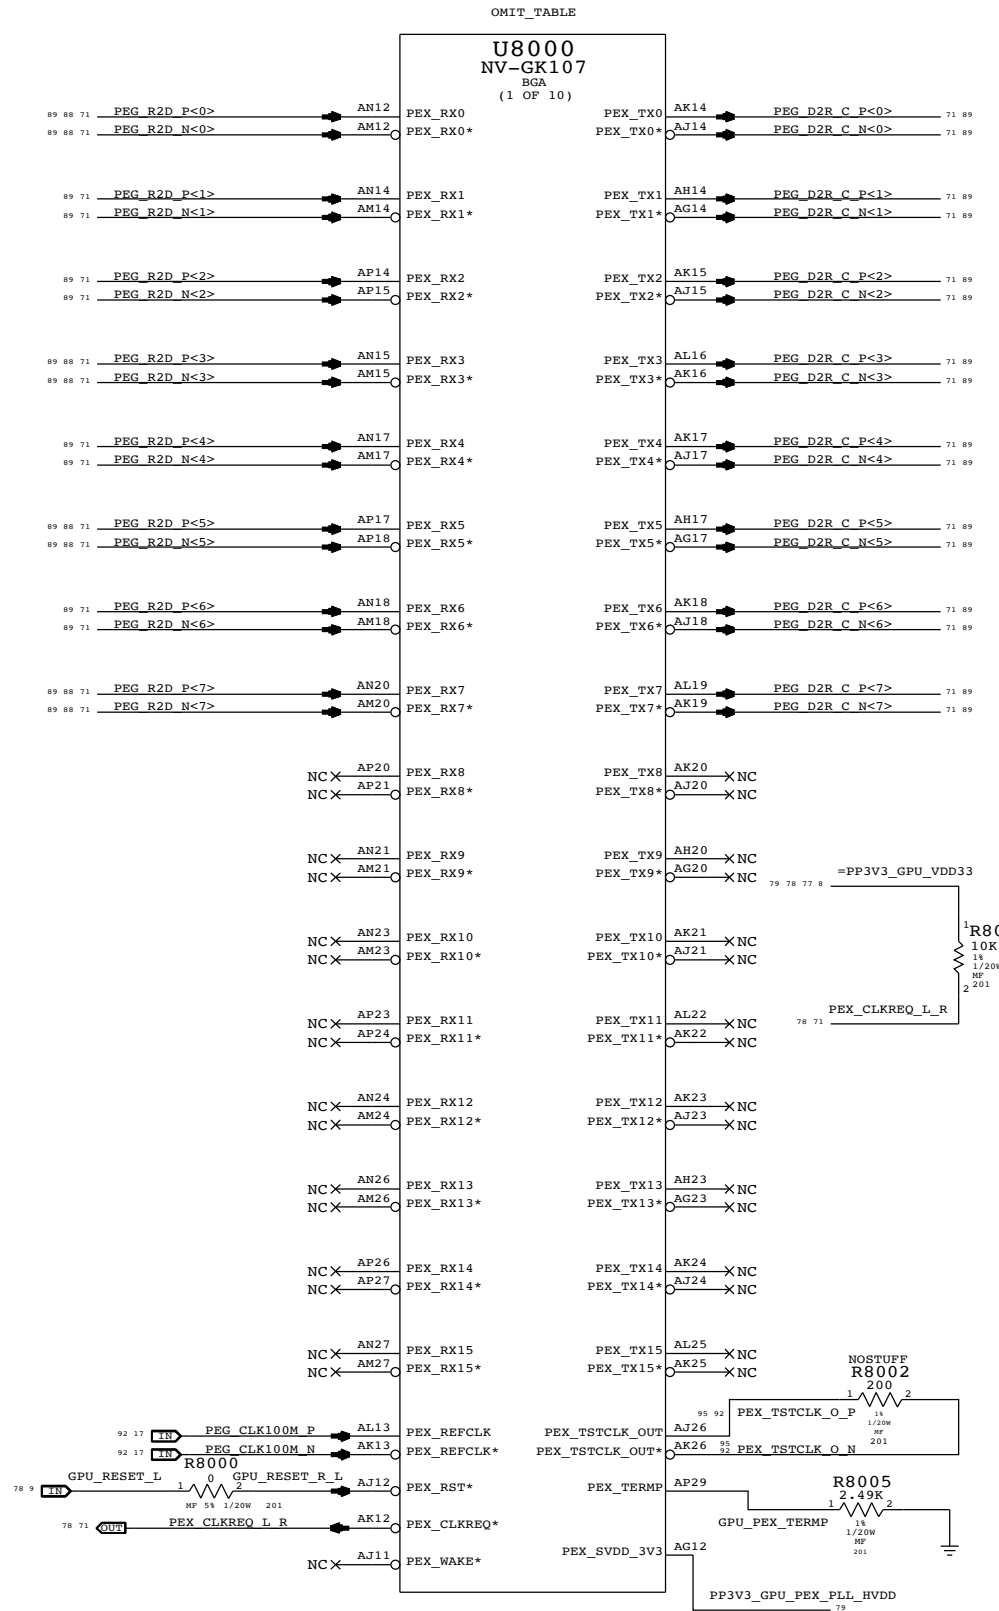 OMIT_TABLE
U8000
NV-GK107
BGA
(1 OF 10)
89 88 71 PEG_R2D_P<0> AN12 PEX_RX0 PEX_TX0 AK14 PEG_D2R_C_P<0> 71 89
89 88 71 PEG_R2D_N<0> AM12 PEX_RX0* PEX_TX0* AJ14 PEG_D2R_C_N<0> 71 89
89 71 PEG_R2D_P<1> AN14 PEX_RX1 PEX_TX1 AH14 PEG_D2R_C_P<1> 71 89
89 71 PEG_R2D_N<1> AM14 PEX_RX1* PEX_TX1* AG14 PEG_D2R_C_N<1> 71 89
89 71 PEG_R2D_P<2> AP14 PEX_RX2 PEX_TX2 AK15 PEG_D2R_C_P<2> 71 89
89 71 PEG_R2D_N<2> AP15 PEX_RX2* PEX_TX2* AJ15 PEG_D2R_C_N<2> 71 89
89 88 71 PEG_R2D_P<3> AN15 PEX_RX3 PEX_TX3 AL16 PEG_D2R_C_P<3> 71 89
89 88 71 PEG_R2D_N<3> AM15 PEX_RX3* PEX_TX3* AK16 PEG_D2R_C_N<3> 71 89
89 71 PEG_R2D_P<4> AN17 PEX_RX4 PEX_TX4 AK17 PEG_D2R_C_P<4> 71 89
89 71 PEG_R2D_N<4> AM17 PEX_RX4* PEX_TX4* AJ17 PEG_D2R_C_N<4> 71 89
89 88 71 PEG_R2D_P<5> AP17 PEX_RX5 PEX_TX5 AH17 PEG_D2R_C_P<5> 71 89
89 88 71 PEG_R2D_N<5> AP18 PEX_RX5* PEX_TX5* AG17 PEG_D2R_C_N<5> 71 89
89 71 PEG_R2D_P<6> AN18 PEX_RX6 PEX_TX6 AK18 PEG_D2R_C_P<6> 71 89
89 71 PEG_R2D_N<6> AM18 PEX_RX6* PEX_TX6* AJ18 PEG_D2R_C_N<6> 71 89
89 88 71 PEG_R2D_P<7> AN20 PEX_RX7 PEX_TX7 AL19 PEG_D2R_C_P<7> 71 89
89 88 71 PEG_R2D_N<7> AM20 PEX_RX7* PEX_TX7* AK19 PEG_D2R_C_N<7> 71 89
NC AP20 PEX_RX8 PEX_TX8 AK20 NC
NC AP21 PEX_RX8* PEX_TX8* AJ20 NC
NC AN21 PEX_RX9 PEX_TX9 AH20 NC
NC AM21 PEX_RX9* PEX_TX9* AG20 NC
=PP3V3_GPU_VDD33
79 78 77 8
NC AN23 PEX_RX10 PEX_TX10 AK21 NC
NC AM23 PEX_RX10* PEX_TX10* AJ21 NC
1 R80
10K
1%
1/20W
MF
201
2
NC AP23 PEX_RX11 PEX_TX11 AL22 NC
NC AP24 PEX_RX11* PEX_TX11* AK22 NC
PEX_CLKREQ_L_R
78 71
NC AN24 PEX_RX12 PEX_TX12 AK23 NC
NC AM24 PEX_RX12* PEX_TX12* AJ23 NC
NC AN26 PEX_RX13 PEX_TX13 AH23 NC
NC AM26 PEX_RX13* PEX_TX13* AG23 NC
NC AP26 PEX_RX14 PEX_TX14 AK24 NC
NC AP27 PEX_RX14* PEX_TX14* AJ24 NC
NC AN27 PEX_RX15 PEX_TX15 AL25 NC
NC AM27 PEX_RX15* PEX_TX15* AK25 NC
NOSTUFF
R8002
200
1 2
1%
1/20W
MF
201
92 17 IN PEG_CLK100M_P AL13 PEX_REFCLK PEX_TSTCLK_OUT AJ26 95 92 PEX_TSTCLK_O_P
92 17 IN PEG_CLK100M_N AK13 PEX_REFCLK* PEX_TSTCLK_OUT* AK26 95 92 PEX_TSTCLK_O_N
R8000
0
78 9 IN GPU_RESET_L 1 2 GPU_RESET_R_L AJ12 PEX_RST* PEX_TERMP AP29
MF 5% 1/20W 201
R8005
2.49K
1 2
GPU_PEX_TERMP
1%
1/20W
MF
201
78 71 OUT PEX_CLKREQ_L_R AK12 PEX_CLKREQ*
NC AJ11 PEX_WAKE* PEX_SVDD_3V3 AG12
PP3V3_GPU_PEX_PLL_HVDD
79